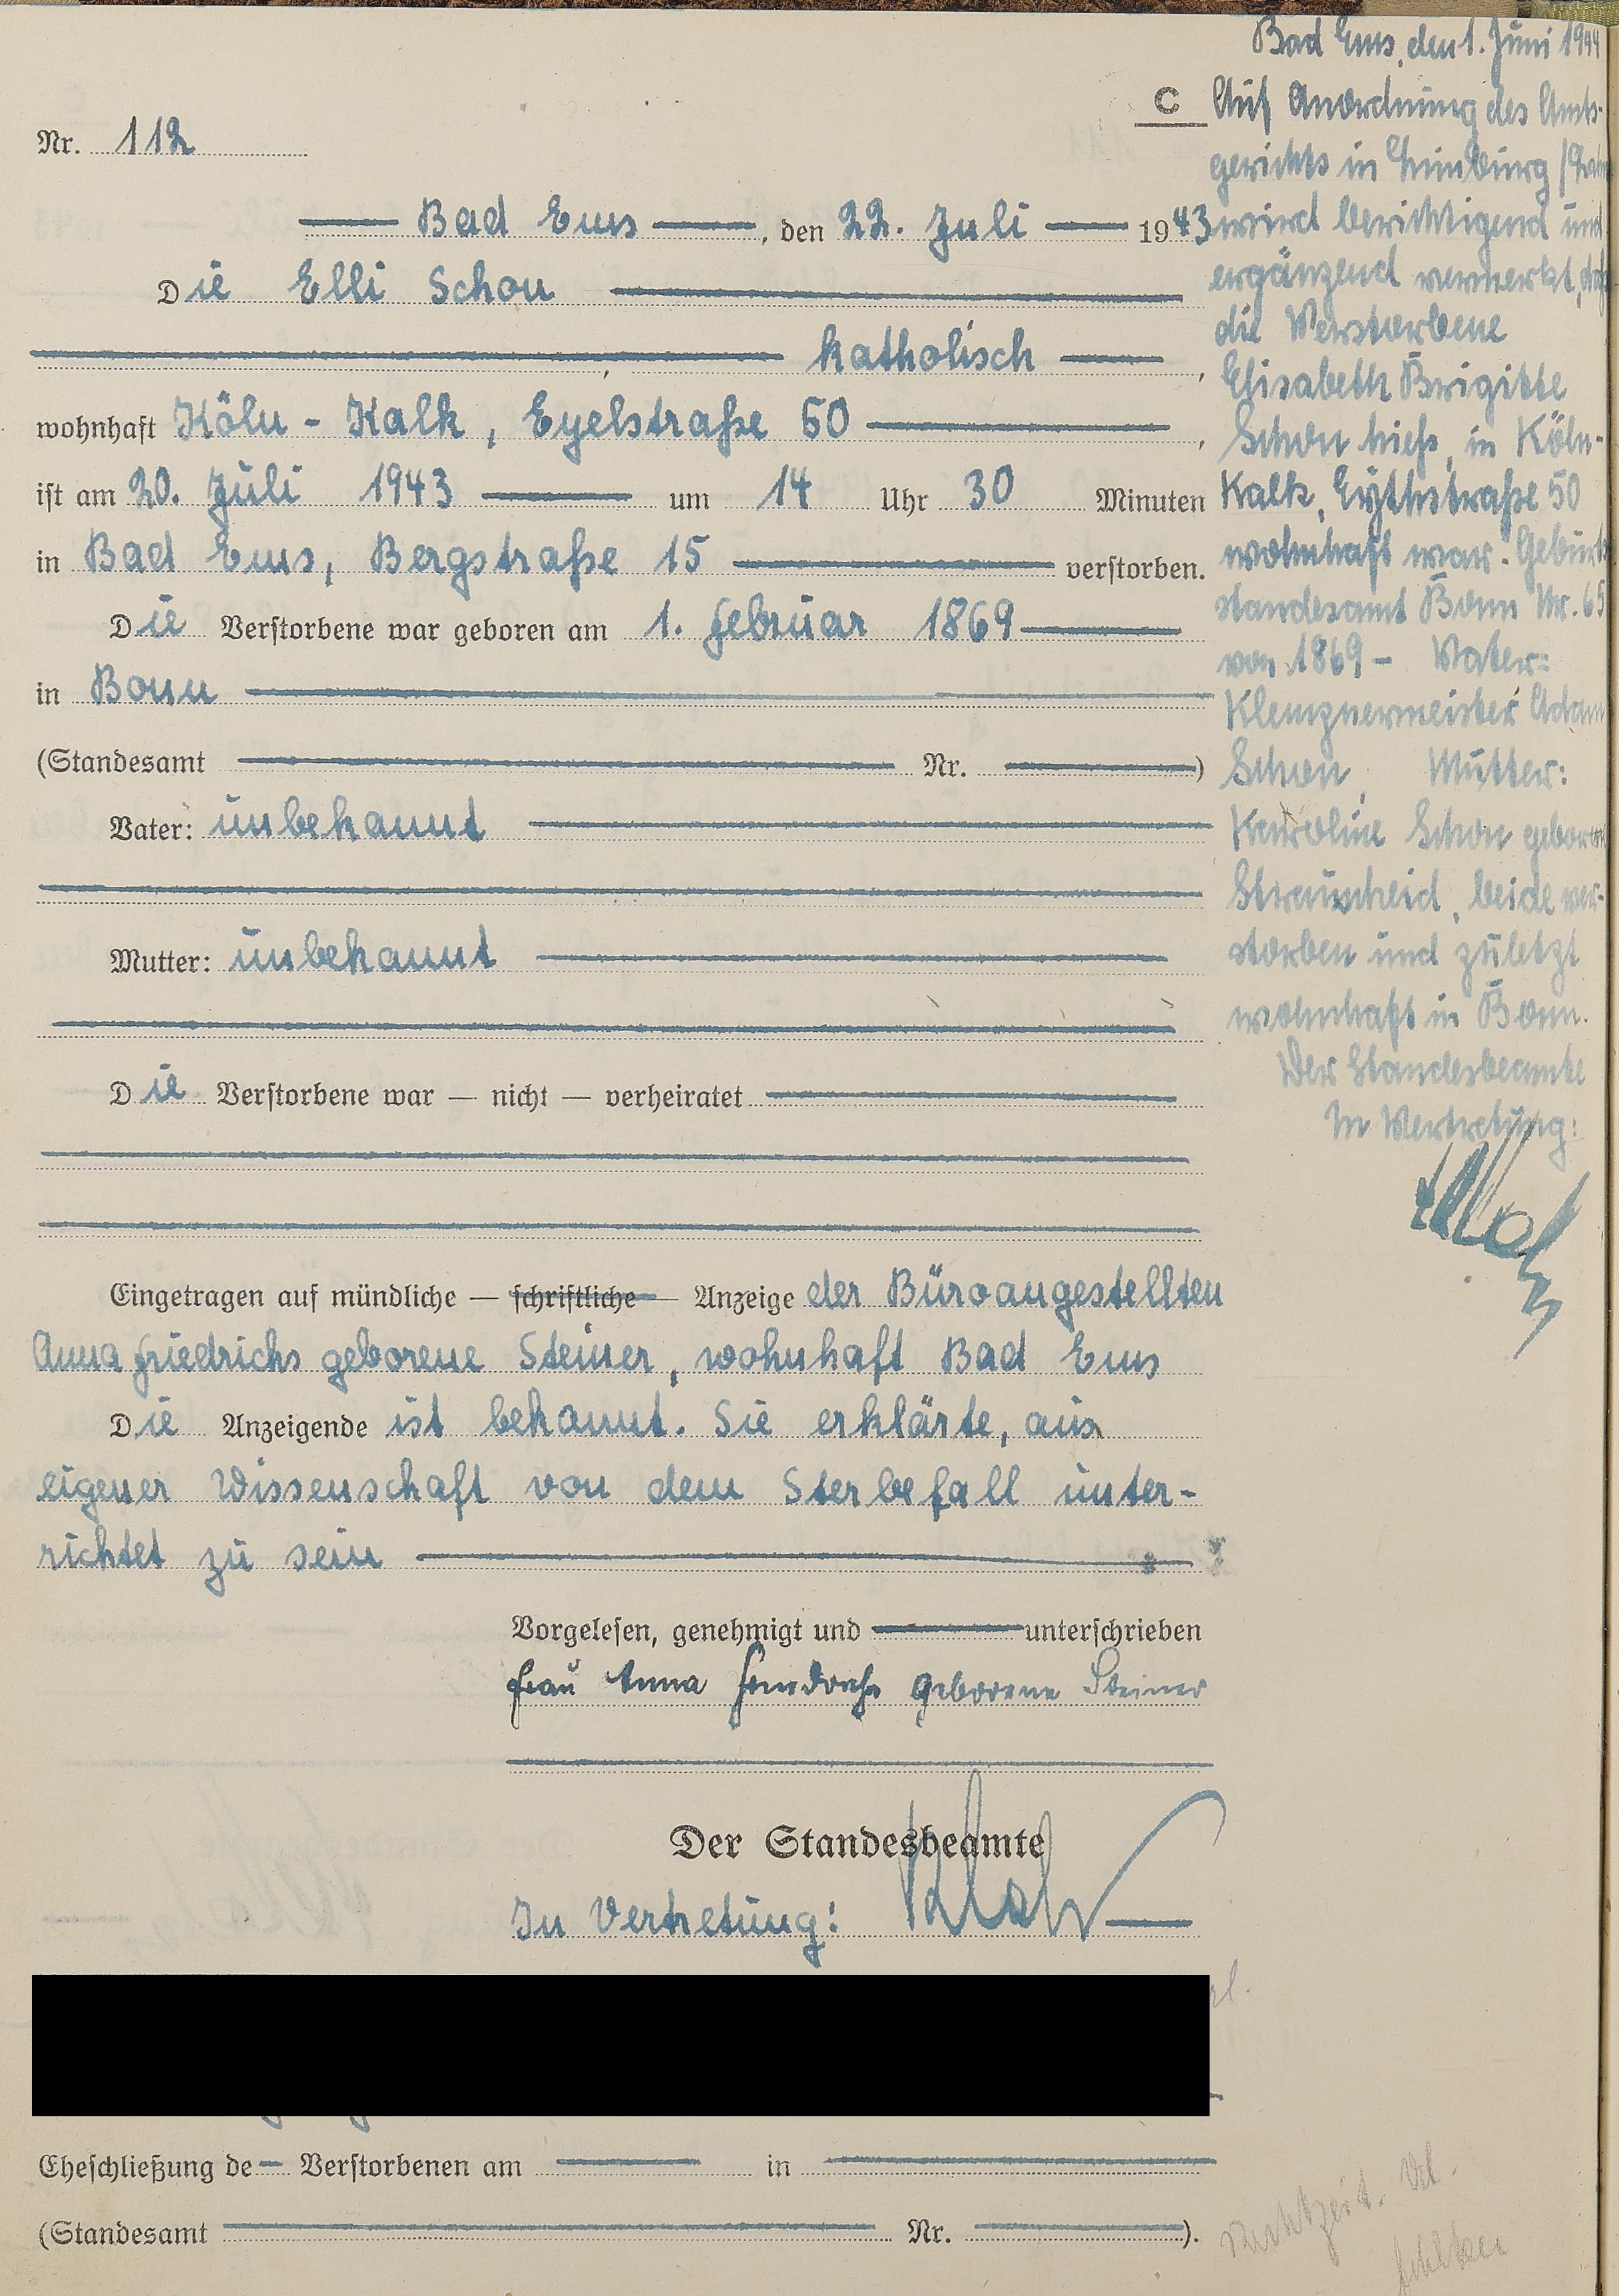 Nr. 112
Bad Ems, den 22. Juli 1943
Die Elli Schon
katholisch,
wohnhaft Köln - Kalk, Eyelstraße 50,
ist am 20. Juli 1943 um 14 Uhr 30 Minuten
in Bad Ems, Bergstraße 15 verstorben.
Die Verstorbene war geboren am 1. Februar 1869
in Bonn
(Standesamt Nr. )
Vater: unbekannt
Mutter: unbekannt
Die Verstorbene war — nicht — verheiratet
Eingetragen auf mündliche — schriftliche — Anzeige der Büroangestellten
Anna Friedrichs geborene Steiner, wohnhaft Bad Ems
Die Anzeigende ist bekannt. Sie erklärte, aus
eigener Wissenschaft von dem Sterbefall unter-
richtet zu sein
Vorgelesen, genehmigt und unterschrieben
Frau Anna Friedrichs geborene Steiner
Der Standesbeamte
In Vertretung:
Eheschließung de Verstorbenen am in
(Standesamt Nr. ).
C
Bad Ems, den 1. Juni 1944
Auf Anordnung des Amts-
gerichts in Limburg /
wird berichtigend und
ergänzend vermerkt, daß
die Verstorbene
Elisabeth Brigitte
Schon hieß, in Köln-
Kalk, Eythstraße 50
wohnhaft war. Geburts
standesamt Bonn Nr. 65
von 1869 - Vater:
Klempnermeister Adam
Schon, Mutter:
Karoline Schon geborene
Strauscheid, beide ver-
storben und zuletzt
wohnhaft in Bonn.
Der Standesbeamte
In Vertretung: